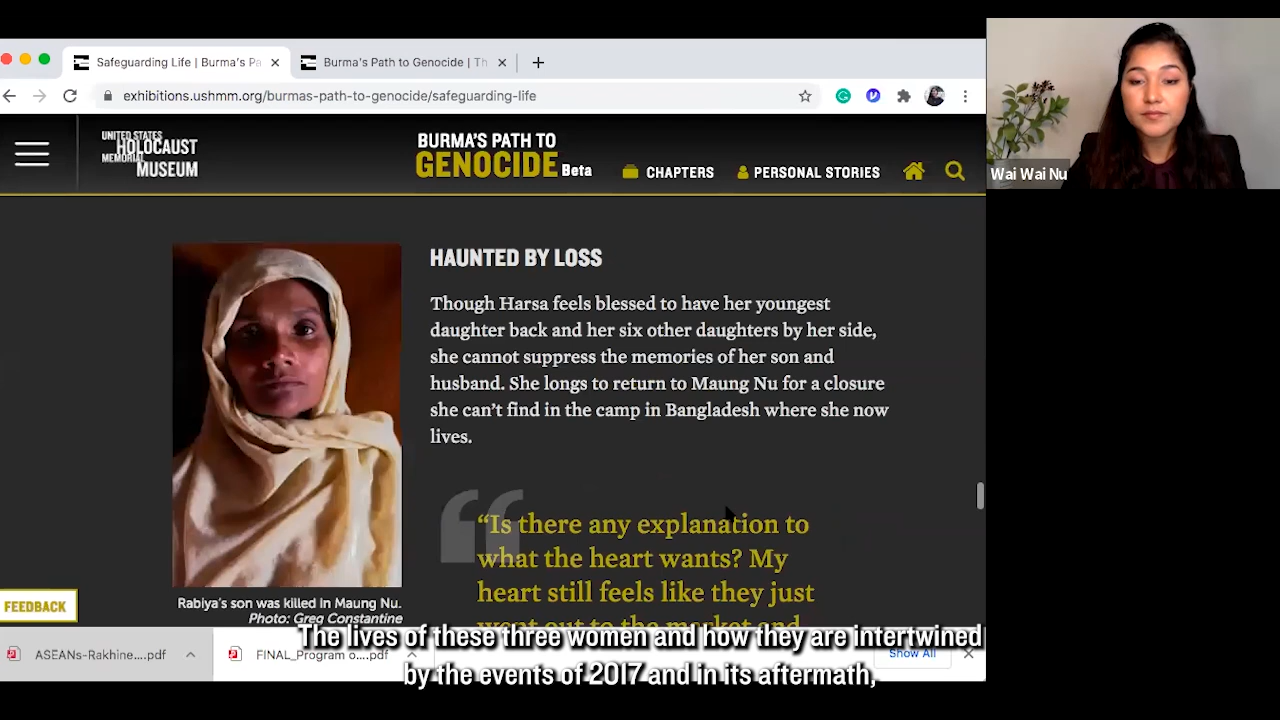 Safeguarding Life | Burma's Pa
Burma's Path to Genocide | Th
exhibitions.ushmm.org/burmas-path-to-genocide/safeguarding-life
UNITED STATES
HOLOCAUST
MEMORIAL
MUSEUM
BURMA'S PATH TO
GENOCIDE Beta
CHAPTERS
PERSONAL STORIES
Wai Wai Nu
HAUNTED BY LOSS
Though Harsa feels blessed to have her youngest
daughter back and her six other daughters by her side,
she cannot suppress the memories of her son and
husband. She longs to return to Maung Nu for a closure
she can't find in the camp in Bangladesh where she now
lives.
“Is there any explanation to
what the heart wants? My
heart still feels like they just
went out to the market and
Rabiya's son was killed in Maung Nu.
Photo: Greg Constantine
FEEDBACK
ASEANs-Rakhine....pdf
FINAL_Program o....pdf
Show All
The lives of these three women and how they are intertwined
by the events of 2017 and in its aftermath,